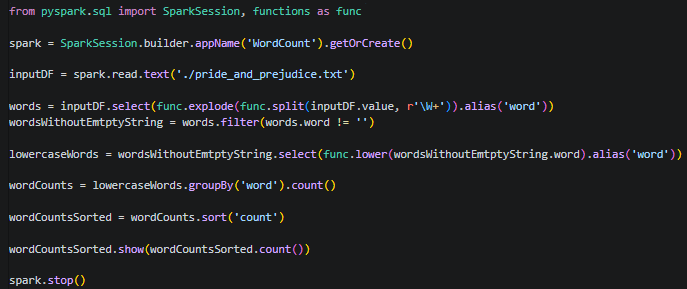 from pyspark.sql import SparkSession, functions as func
spark = SparkSession.builder.appName('WordCount').getOrCreate()
inputDF = spark.read.text('./pride_and_prejudice.txt')
words = inputDF.select(func.explode(func.split(inputDF.value, r'\W+')).alias('word'))
wordsWithoutEmtptyString = words.filter(words.word != '')
lowercaseWords = wordsWithoutEmtptyString.select(func.lower(wordsWithoutEmtptyString.word).alias('word'))
wordCounts = lowercaseWords.groupBy('word').count()
wordCountsSorted = wordCounts.sort('count')
wordCountsSorted.show(wordCountsSorted.count())
spark.stop()